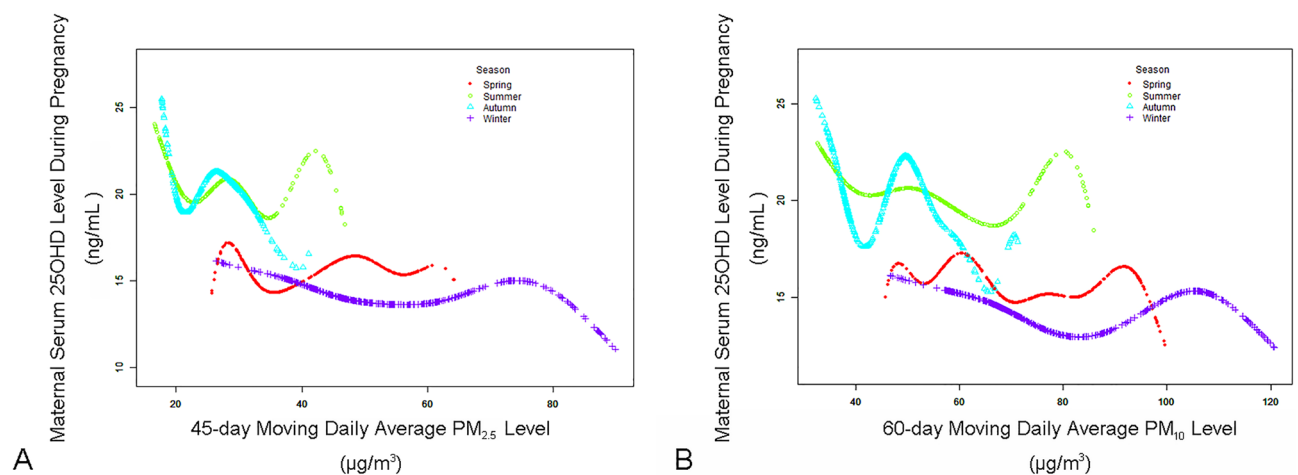 Maternal Serum 25OHD Level During Pregnancy
(ng/mL )
25
20
15
10
Season
Spring
Summer
Autumn
Winter
20 40 60 80
45-day Moving Daily Average PM2.5 Level
(μg/m3)
A
Maternal Serum 25OHD Level During Pregnancy
(ng/mL )
25
20
15
Season
Spring
Summer
Autumn
Winter
40 60 80 100 120
60-day Moving Daily Average PM10 Level
(μg/m3)
B